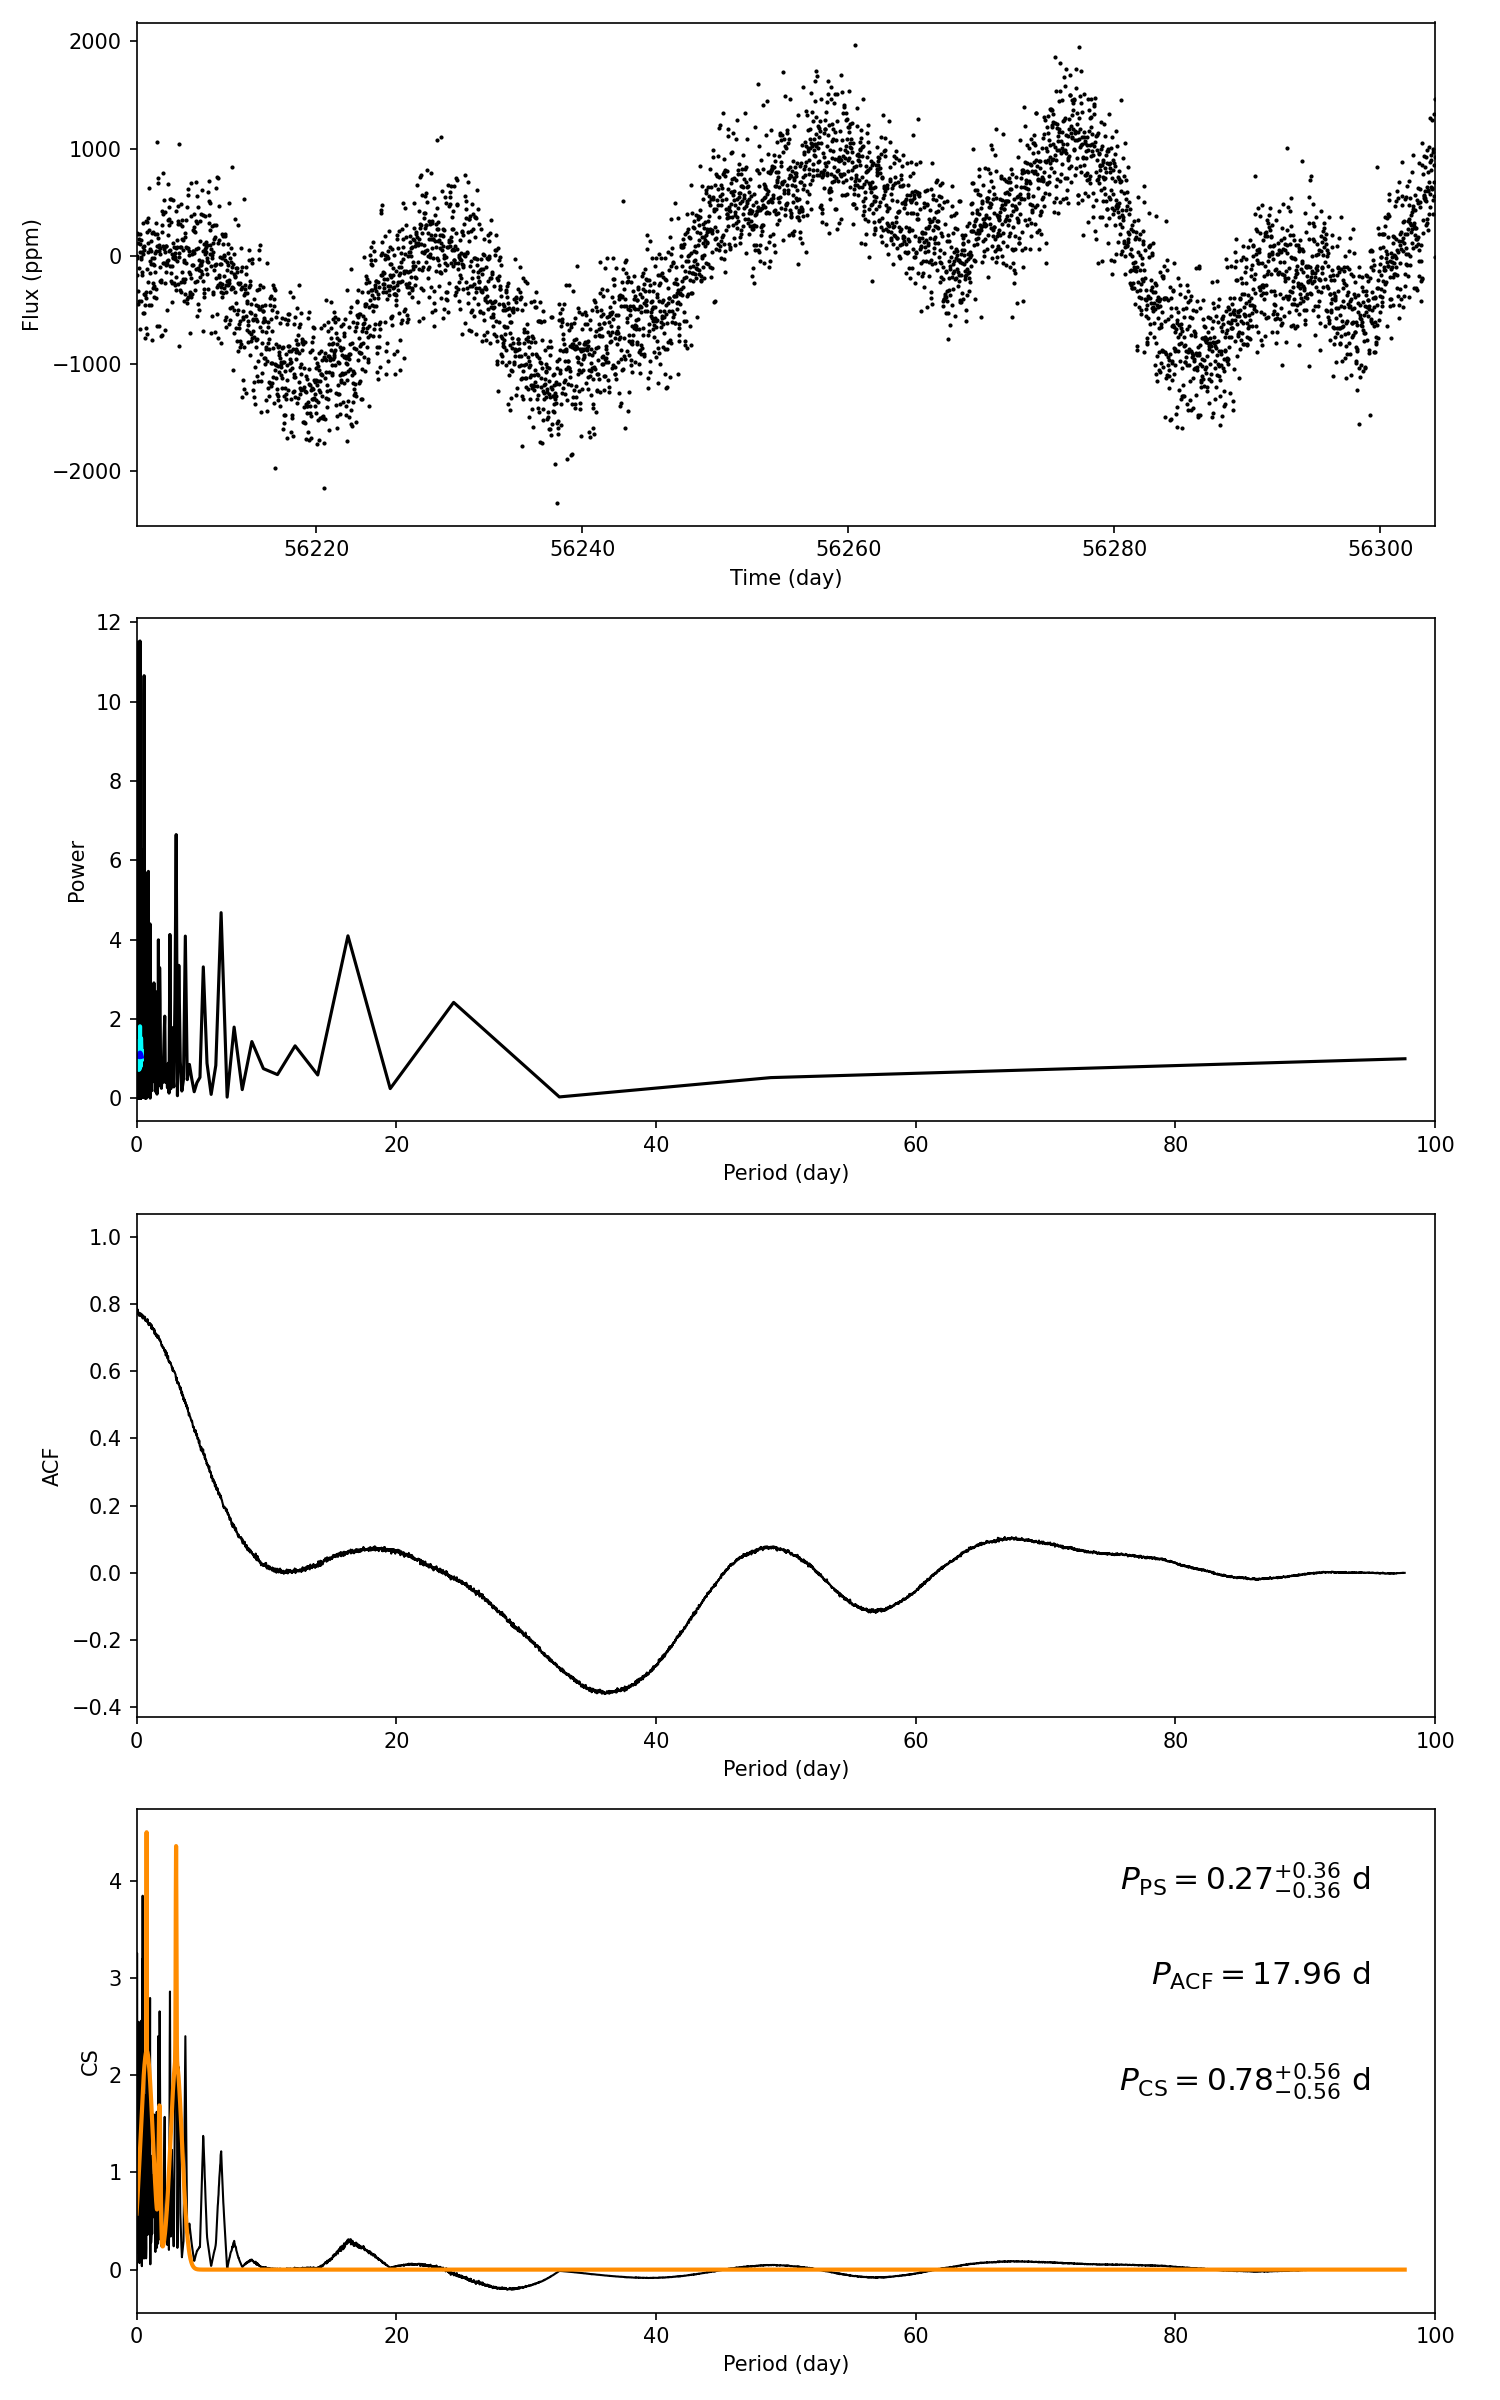 2000
1000
0
−1000
−2000
Flux (ppm)
56220 56240 56260 56280 56300
Time (day)
12
10
8
6
4
2
0
Power
0 20 40 60 80 100
Period (day)
1.0
0.8
0.6
0.4
0.2
0.0
−0.2
−0.4
ACF
0 20 40 60 80 100
Period (day)
4
3
2
1
0
CS
P_PS = 0.27^{+0.36}_{−0.36} d
P_ACF = 17.96 d
P_CS = 0.78^{+0.56}_{−0.56} d
0 20 40 60 80 100
Period (day)